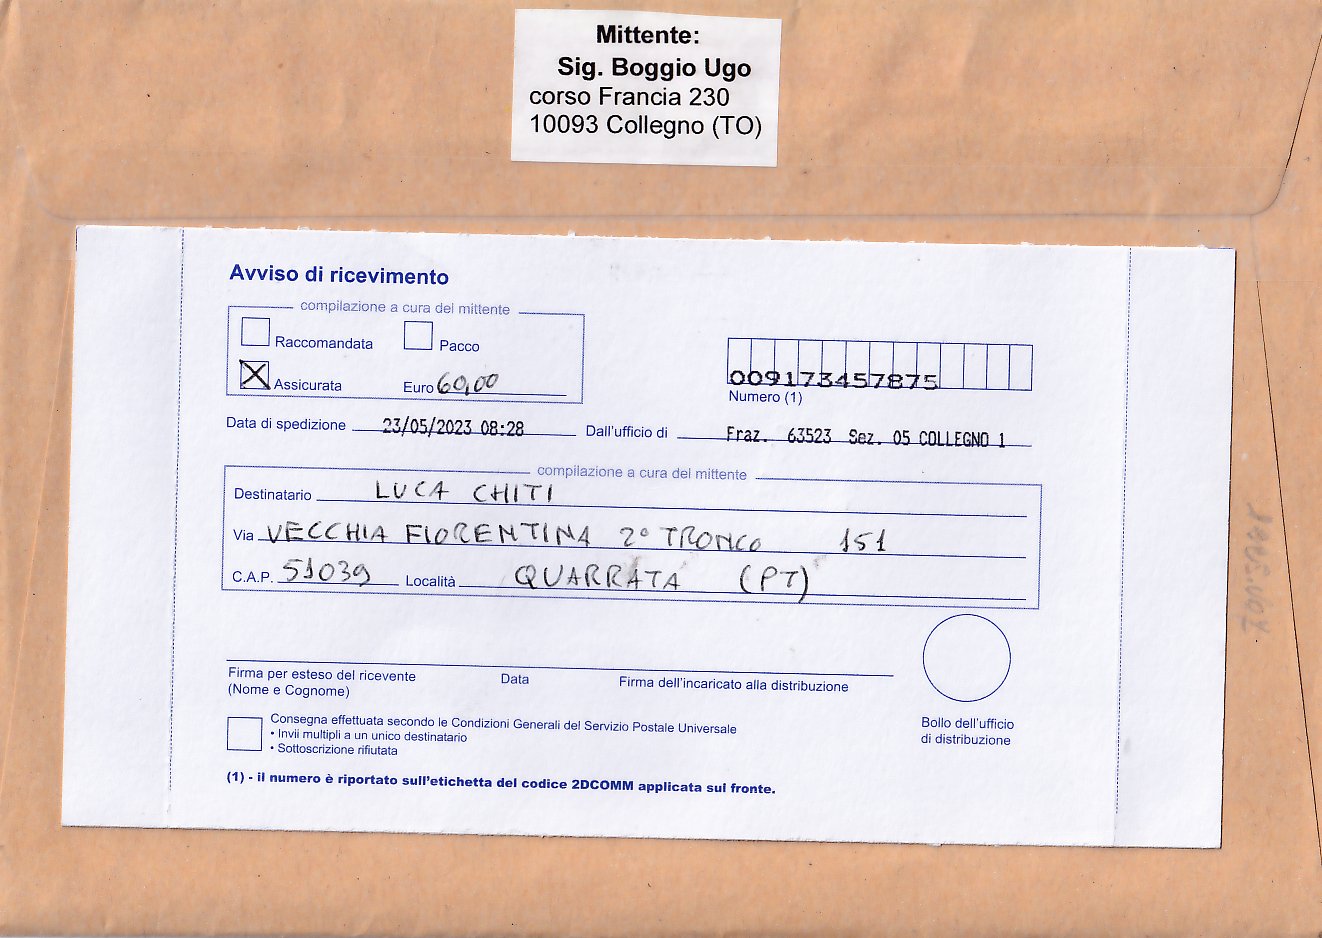 Mittente:
Sig. Boggio Ugo
corso Francia 230
10093 Collegno (TO)
Avviso di ricevimento
compilazione a cura del mittente
Raccomandata Pacco
Assicurata Euro 60,00
009173457875
Numero (1)
Data di spedizione 23/05/2023 08:28 Dall'ufficio di Fraz. 63523 Sez. 05 COLLEGNO 1
compilazione a cura del mittente
Destinatario LUCA CHITI
Via VECCHIA FIORENTINA 2° TRONCO 151
C.A.P. 51039 Località QUARRATA (PT)
Firma per esteso del ricevente Data Firma dell'incaricato alla distribuzione
(Nome e Cognome)
Bollo dell'ufficio
di distribuzione
Consegna effettuata secondo le Condizioni Generali del Servizio Postale Universale
• Invii multipli a un unico destinatario
• Sottoscrizione rifiutata
(1) - il numero è riportato sull'etichetta del codice 2DCOMM applicata sul fronte.